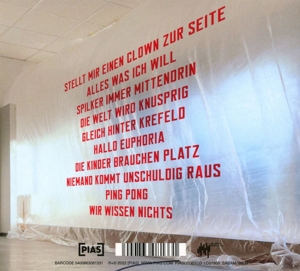 STELLT MIR EINEN CLOWN ZUR SEITE
ALLES WAS ICH WILL
SPILKER IMMER MITTENDRIN
DIE WELT WIRD KNUSPRIG
GLEICH HINTER KREFELD
HALLO EUPHORIA
DIE KINDER BRAUCHEN PLATZ
NIEMAND KOMMT UNSCHULDIG RAUS
PING PONG
WIR WISSEN NICHTS
[PIAS]